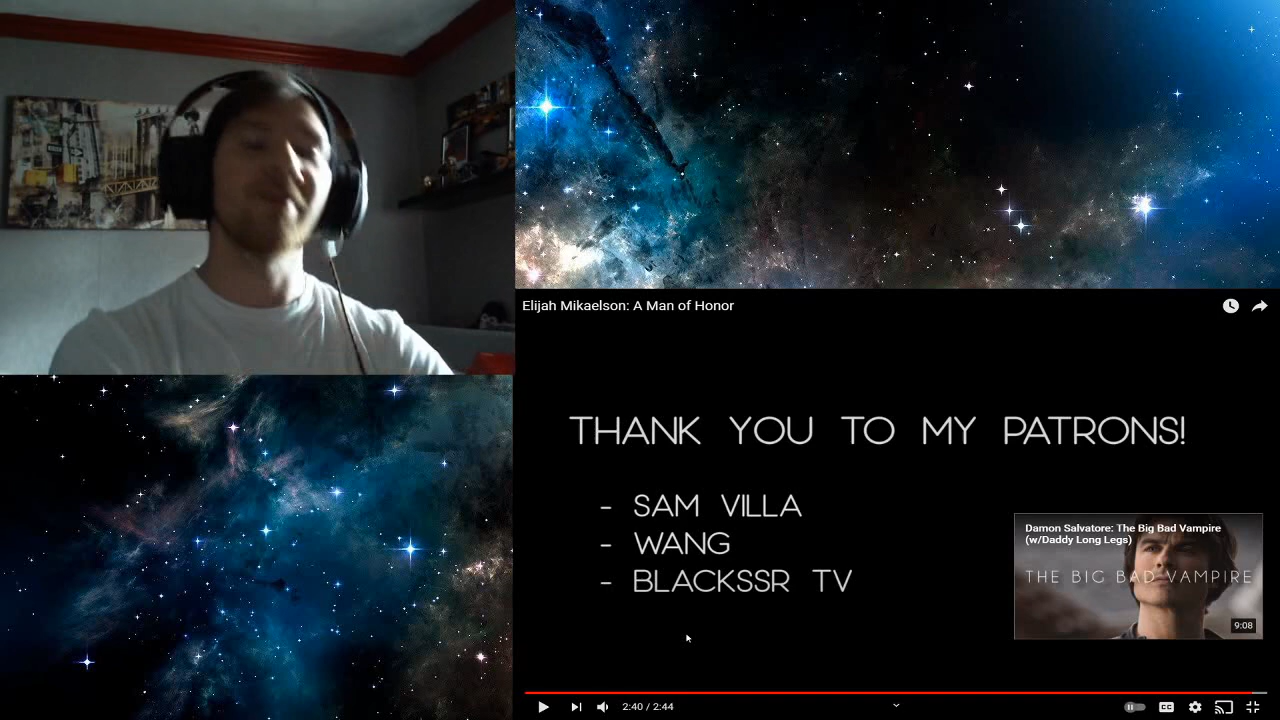 Elijah Mikaelson: A Man of Honor
THANK YOU TO MY PATRONS!
- SAM VILLA
- WANG
- BLACKSSR TV
Damon Salvatore: The Big Bad Vampire
(w/Daddy Long Legs)
THE BIG BAD VAMPIRE
9:08
2:40 / 2:44
CC